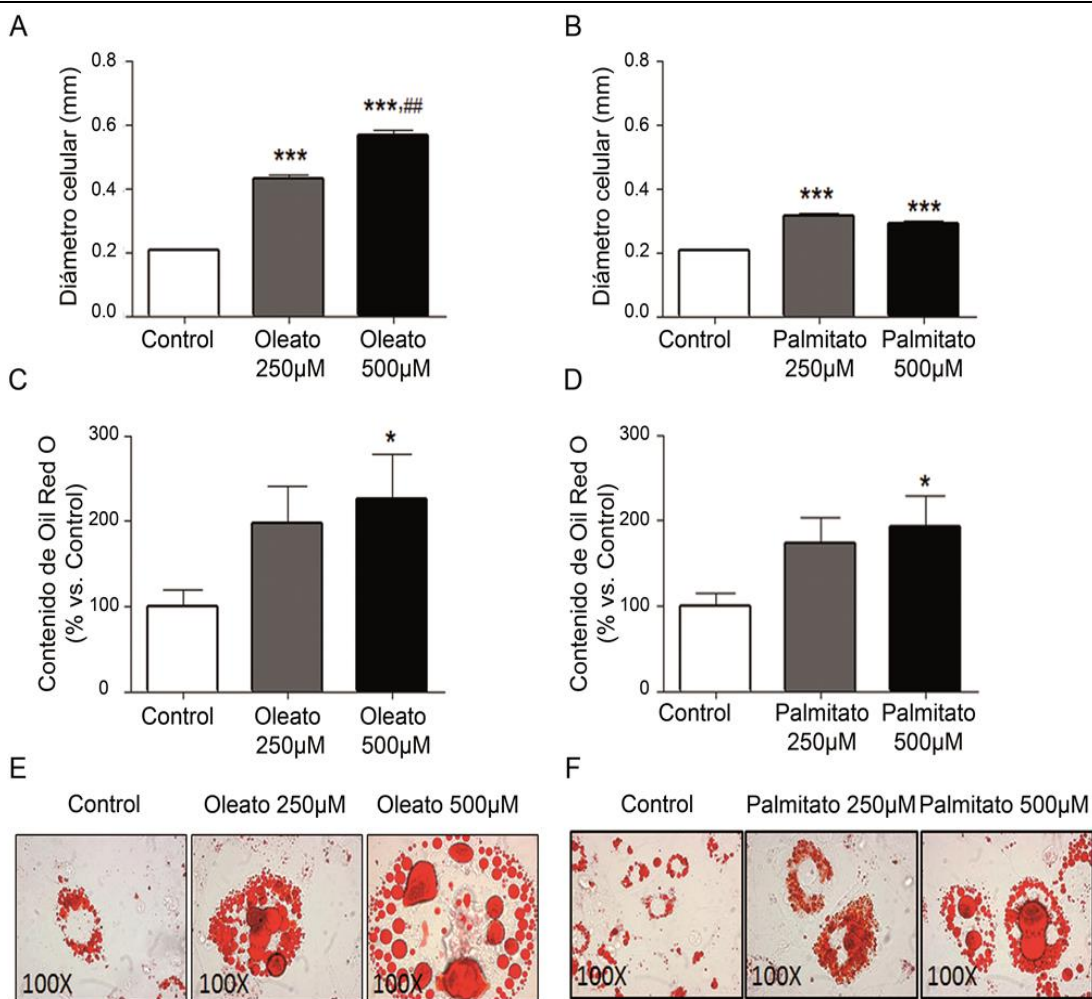 A
Diámetro celular (mm)
0.8
0.6
0.4
0.2
0.0
***
***,##
Control
Oleato
250µM
Oleato
500µM
B
Diámetro celular (mm)
0.8
0.6
0.4
0.2
0.0
***
***
Control
Palmitato
250µM
Palmitato
500µM
C
Contenido de Oil Red O
(% vs. Control)
300
200
100
0
*
Control
Oleato
250µM
Oleato
500µM
D
Contenido de Oil Red O
(% vs. Control)
300
200
100
0
*
Control
Palmitato
250µM
Palmitato
500µM
E
Control
Oleato 250µM
Oleato 500µM
100X
100X
100X
F
Control
Palmitato 250µM
Palmitato 500µM
100X
100X
100X